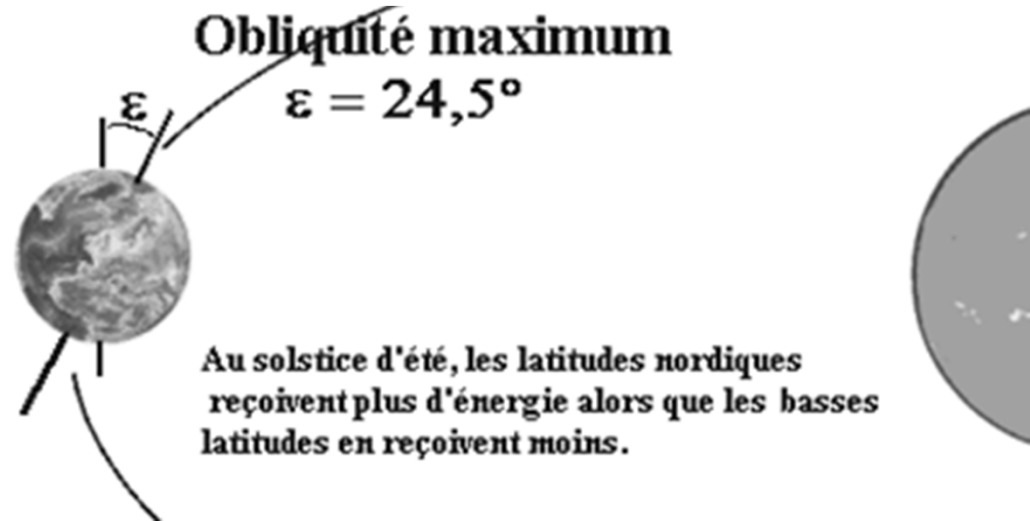 Obliquité maximum
ε = 24,5°
ε
Au solstice d'été, les latitudes nordiques
reçoivent plus d'énergie alors que les basses
latitudes en reçoivent moins.